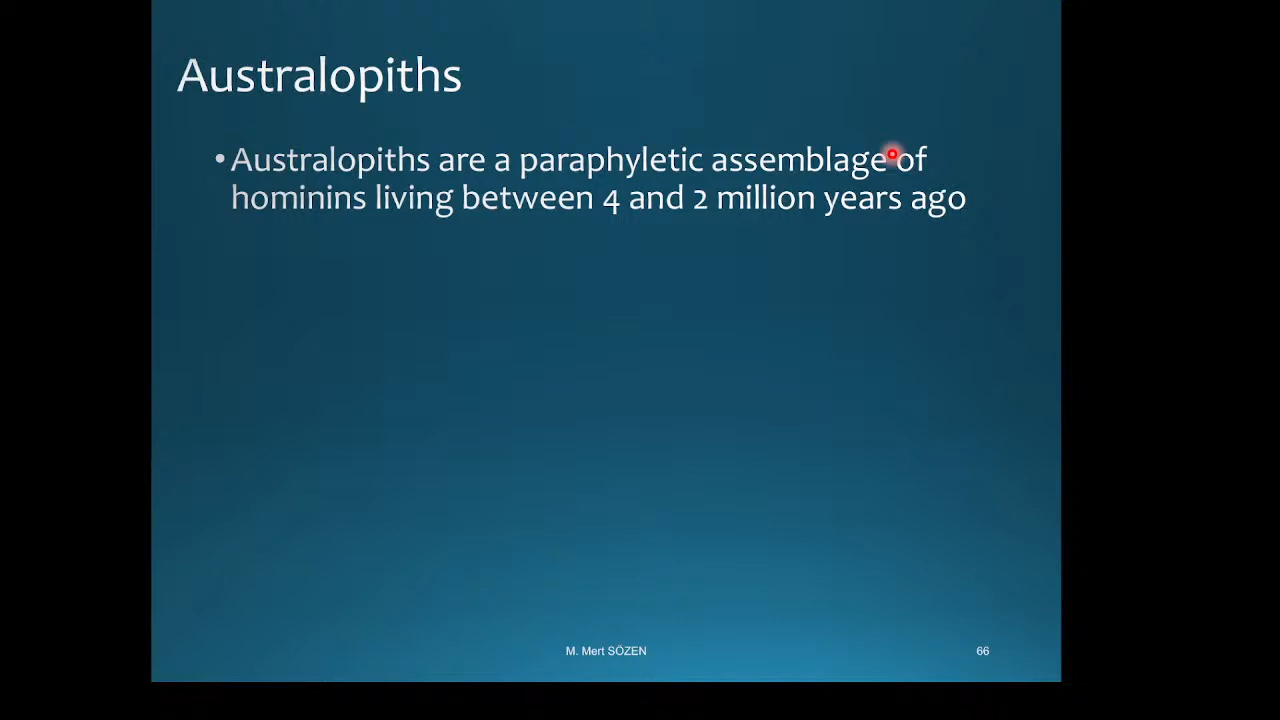 Australopiths
• Australopiths are a paraphyletic assemblage of
hominins living between 4 and 2 million years ago
M. Mert SÖZEN
66